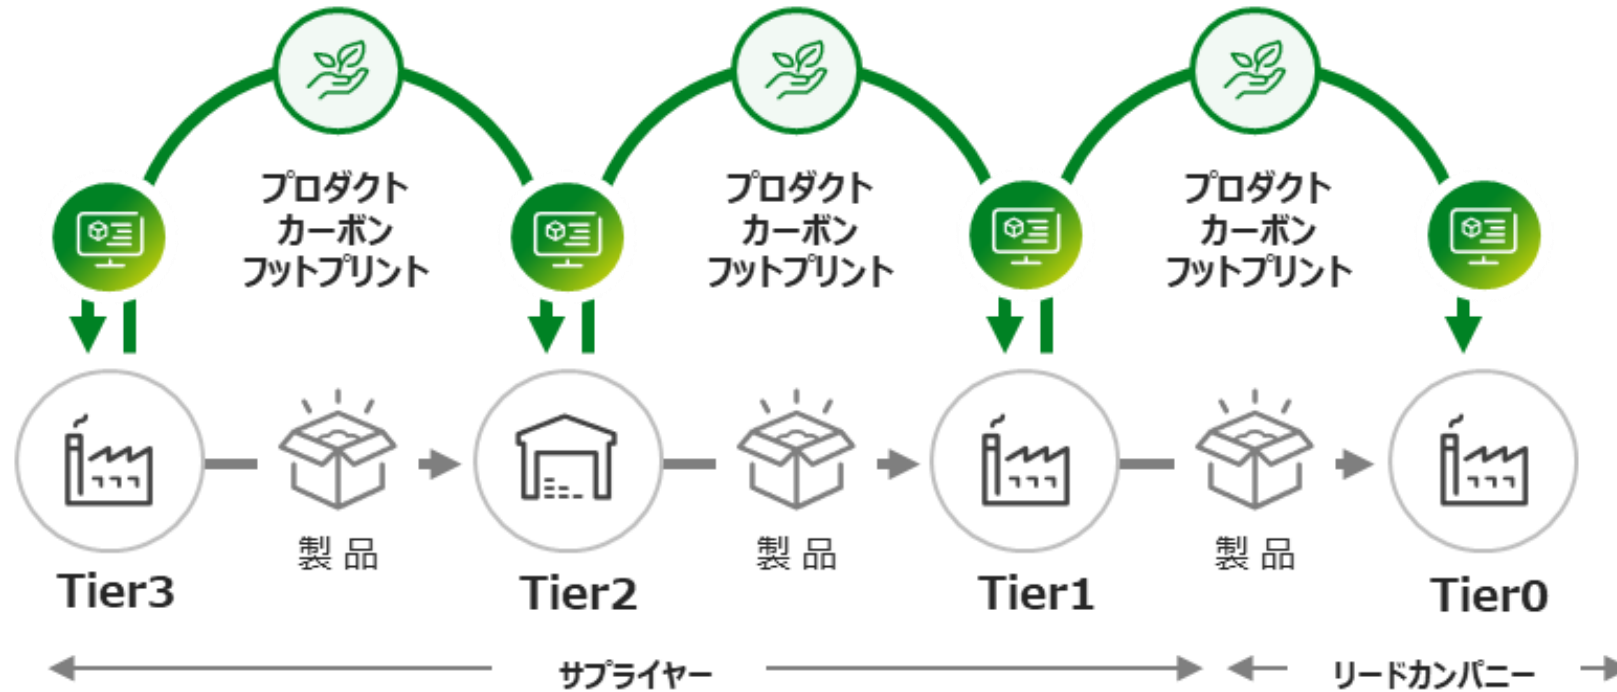 プロダクト
カーボン
フットプリント
プロダクト
カーボン
フットプリント
プロダクト
カーボン
フットプリント
製 品
製 品
製 品
Tier3
Tier2
Tier1
Tier0
サプライヤー
リードカンパニー